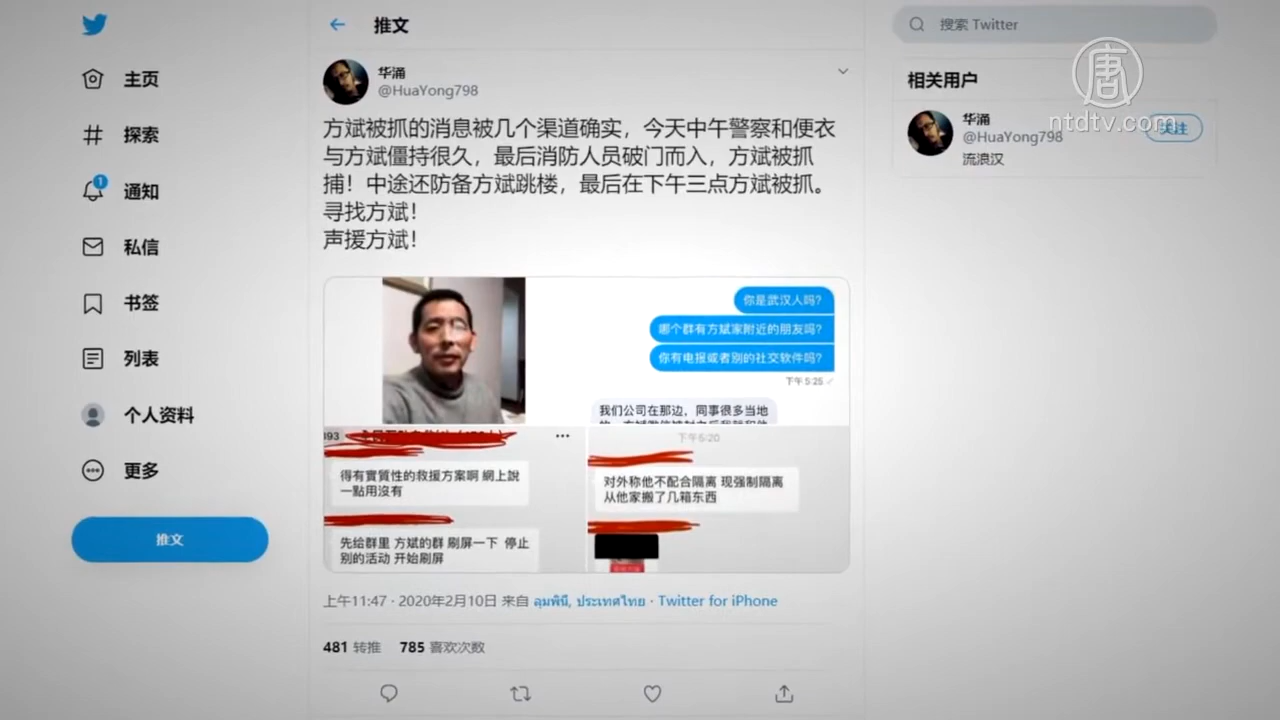 推文
搜索 Twitter
主页
探索
1
通知
私信
书签
列表
个人资料
更多
推文
华涌
@HuaYong798
方斌被抓的消息被几个渠道确实，今天中午警察和便衣
与方斌僵持很久，最后消防人员破门而入，方斌被抓
捕！中途还防备方斌跳楼，最后在下午三点方斌被抓。
寻找方斌！
声援方斌！
你是武汉人吗?
哪个群有方斌家附近的朋友吗?
你有电报或者别的社交软件吗?
下午5:25
我们公司在那边，同事很多当地
393
得有實質性的救援方案啊 網上說
一點用沒有
先给群里 方斌的群 刷屏一下 停止
别的活动 开始刷屏
下午6:20
对外称他不配合隔离 现强制隔离
从他家搬了几箱东西
上午11:47 · 2020年2月10日 来自 ลุมพินี, ประเทศไทย · Twitter for iPhone
481 转推 785 喜欢次数
相关用户
华涌
@HuaYong798
关注
流浪汉
唐
ntdtv.com